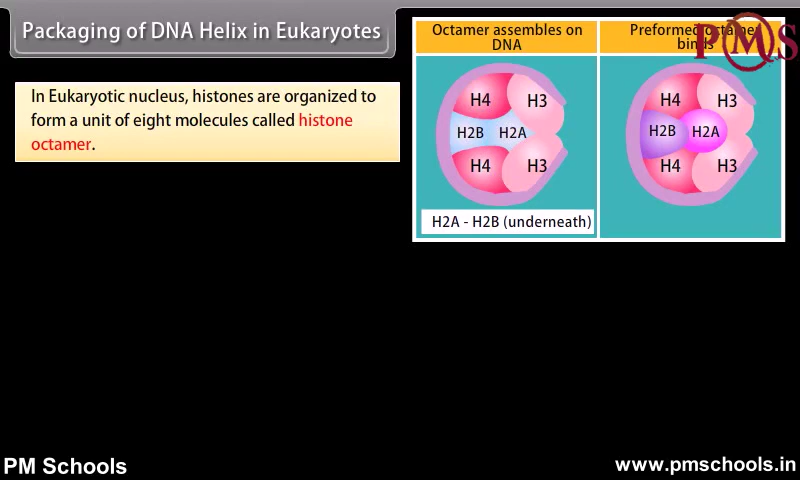 Packaging of DNA Helix in Eukaryotes
In Eukaryotic nucleus, histones are organized to
form a unit of eight molecules called histone
octamer.
Octamer assembles on
DNA
H4
H3
H2B
H2A
H4
H3
H2A - H2B (underneath)
Preformed octamer
binds
PMS
H4
H3
H2B
H2A
H4
H3
PM Schools
www.pmschools.in